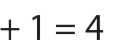 + 1 = 4